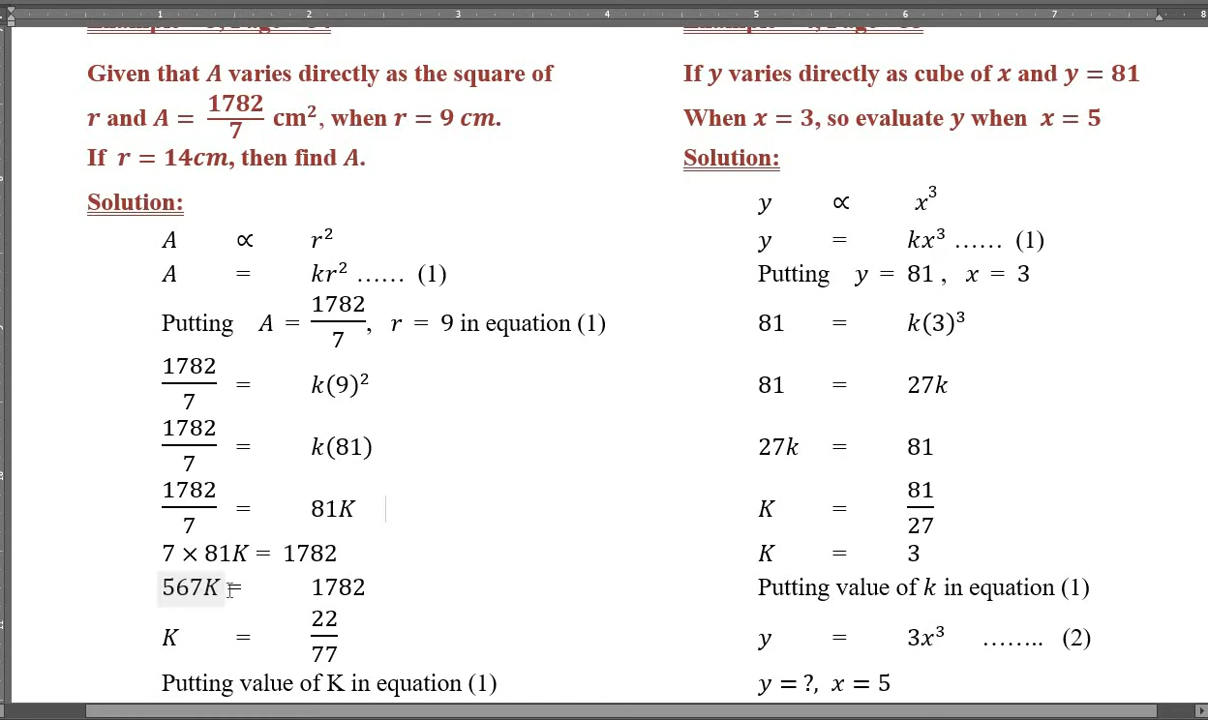 Given that A varies directly as the square of
r and A = 1782/7 cm², when r = 9 cm.
If r = 14cm, then find A.
Solution:
A ∝ r²
A = kr² …… (1)
Putting A = 1782/7, r = 9 in equation (1)
1782/7 = k(9)²
1782/7 = k(81)
1782/7 = 81K
7 × 81K = 1782
567K = 1782
K = 22/77
Putting value of K in equation (1)
If y varies directly as cube of x and y = 81
When x = 3, so evaluate y when x = 5
Solution:
y ∝ x³
y = kx³ …… (1)
Putting y = 81 , x = 3
81 = k(3)³
81 = 27k
27k = 81
K = 81/27
K = 3
Putting value of k in equation (1)
y = 3x³ …….. (2)
y = ?, x = 5